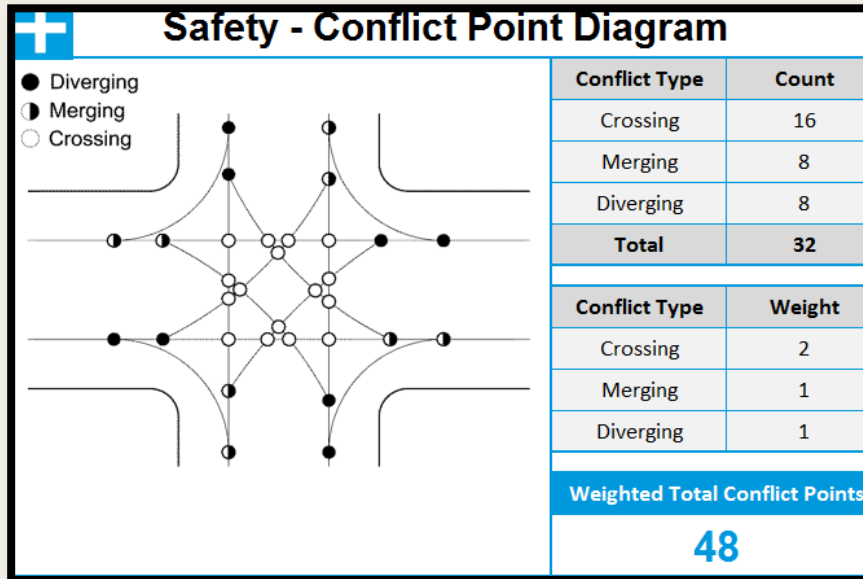 Safety - Conflict Point Diagram
Diverging
Merging
Crossing
Conflict Type Count
Crossing 16
Merging 8
Diverging 8
Total 32
Conflict Type Weight
Crossing 2
Merging 1
Diverging 1
Weighted Total Conflict Points
48